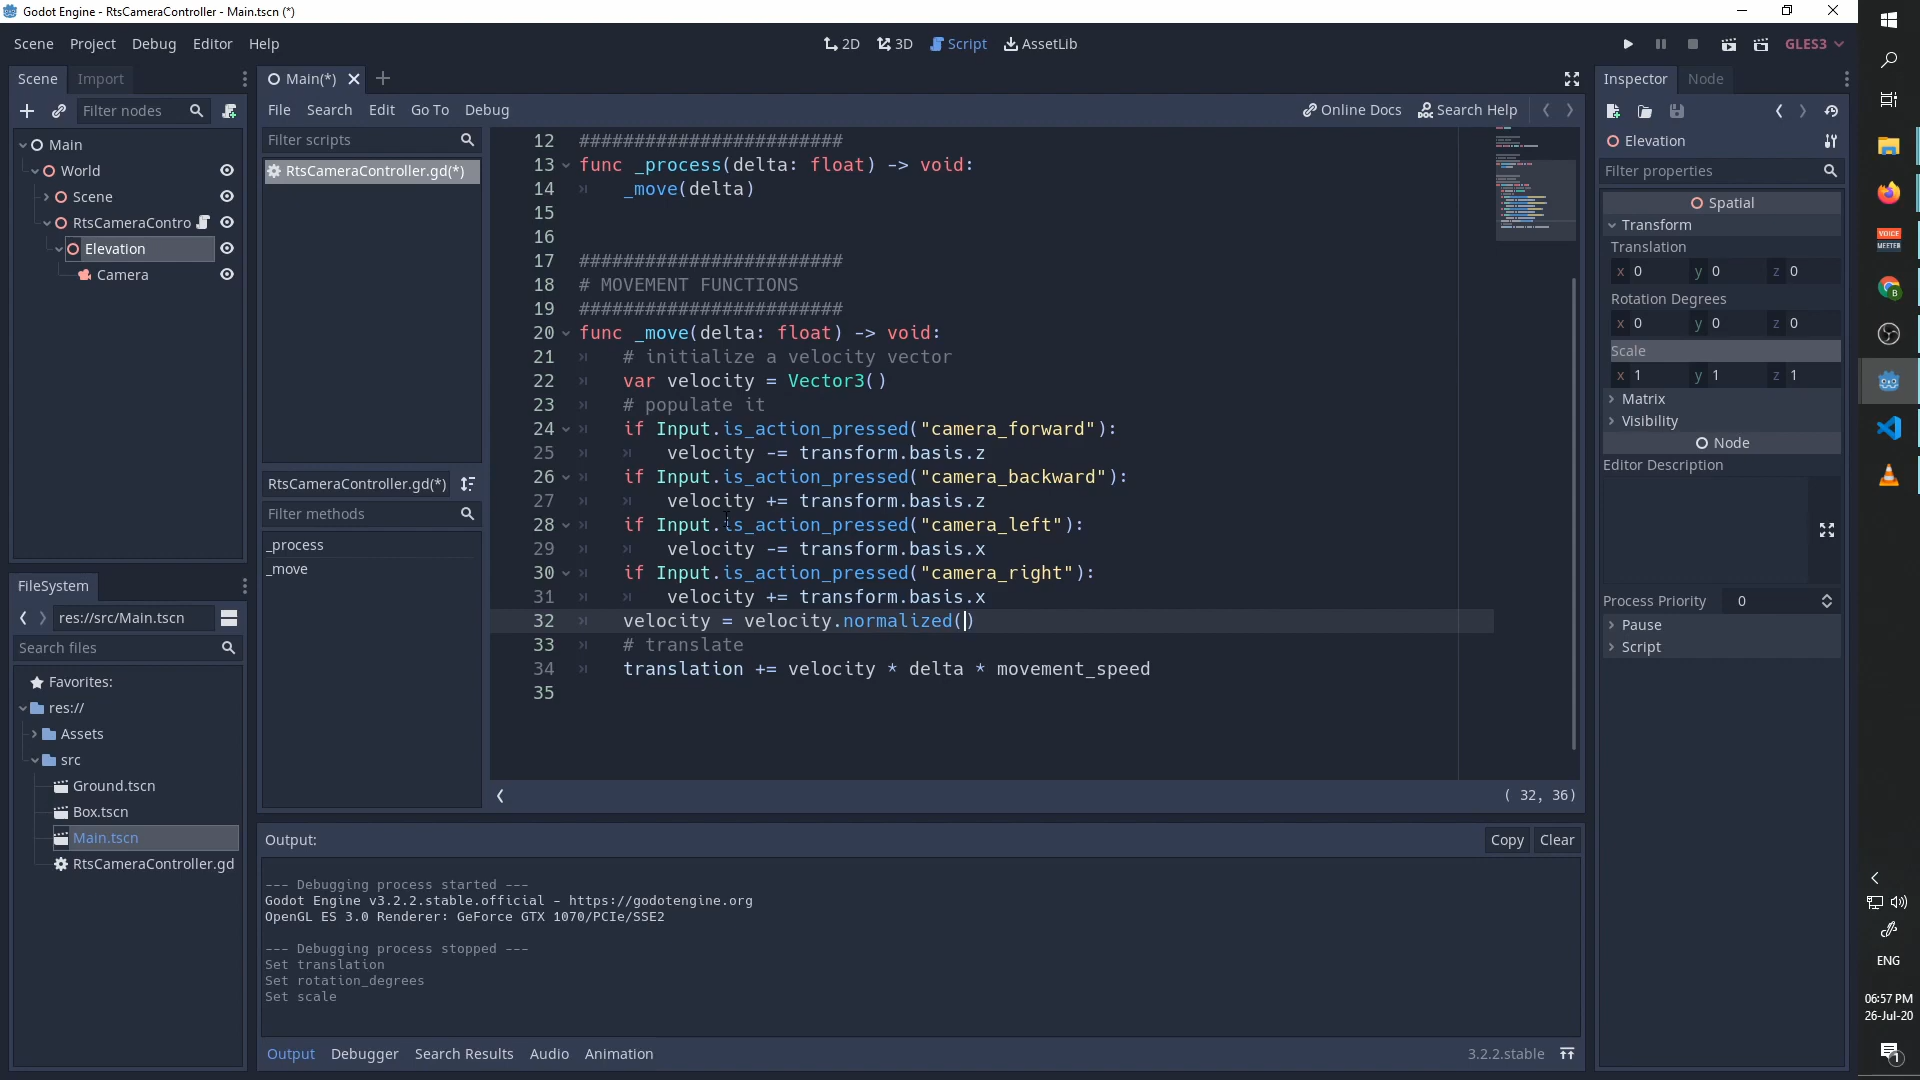 Godot Engine - RtsCameraController - Main.tscn (*)
Scene Project Debug Editor Help
2D 3D Script AssetLib
GLES3
Scene Import
Filter nodes
Main
World
Scene
RtsCameraContro
Elevation
Camera
FileSystem
res://src/Main.tscn
Search files
Favorites:
res://
Assets
src
Ground.tscn
Box.tscn
Main.tscn
RtsCameraController.gd
Main(*)
File Search Edit Go To Debug
Online Docs Search Help
Filter scripts
RtsCameraController.gd(*)
RtsCameraController.gd(*)
Filter methods
_process
_move
12 ########################
13 func _process(delta: float) -> void:
14 _move(delta)
15
16
17 ########################
18 # MOVEMENT FUNCTIONS
19 ########################
20 func _move(delta: float) -> void:
21 # initialize a velocity vector
22 var velocity = Vector3()
23 # populate it
24 if Input.is_action_pressed("camera_forward"):
25 velocity -= transform.basis.z
26 if Input.is_action_pressed("camera_backward"):
27 velocity += transform.basis.z
28 if Input.is_action_pressed("camera_left"):
29 velocity -= transform.basis.x
30 if Input.is_action_pressed("camera_right"):
31 velocity += transform.basis.x
32 velocity = velocity.normalized()
33 # translate
34 translation += velocity * delta * movement_speed
35
( 32, 36)
Output:
Copy Clear
--- Debugging process started ---
Godot Engine v3.2.2.stable.official - https://godotengine.org
OpenGL ES 3.0 Renderer: GeForce GTX 1070/PCIe/SSE2
--- Debugging process stopped ---
Set translation
Set rotation_degrees
Set scale
Output Debugger Search Results Audio Animation
3.2.2.stable
Inspector Node
Elevation
Filter properties
Spatial
Transform
Translation
x 0 y 0 z 0
Rotation Degrees
x 0 y 0 z 0
Scale
x 1 y 1 z 1
Matrix
Visibility
Node
Editor Description
Process Priority 0
Pause
Script
VOICE
MEETER
B
ENG
06:57 PM
26-Jul-20
1